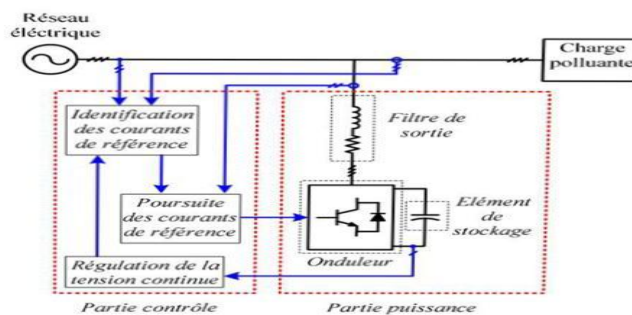 Réseau
électrique
Charge
polluante
Identification
des courants
de référence
Filtre de
sortie
Poursuite
des courants
de référence
Elément
de
stockage
Onduleur
Régulation de la
tension continue
Partie contrôle
Partie puissance